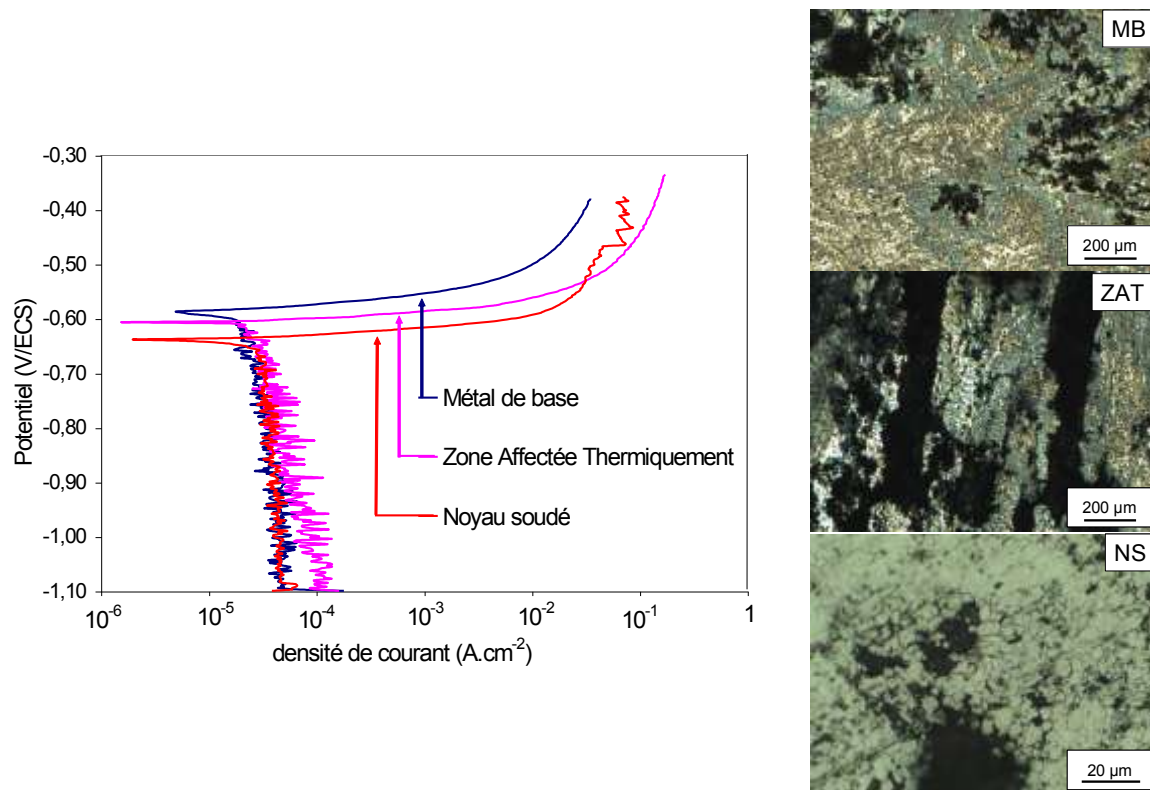 Potentiel (V/ECS)
-0,30
-0,40
-0,50
-0,60
-0,70
-0,80
-0,90
-1,00
-1,10
10-6
10-5
10-4
10-3
10-2
10-1
1
densité de courant (A.cm-2)
Métal de base
Zone Affectée Thermiquement
Noyau soudé
MB
200 µm
ZAT
200 µm
NS
20 µm